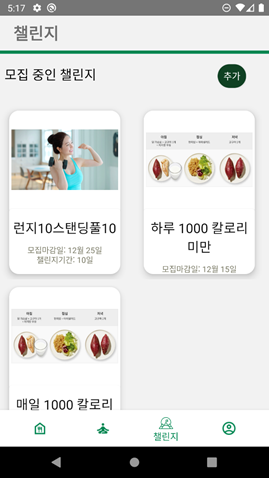 5:17
챌린지
모집 중인 챌린지
추가
런지10스탠딩풀10
모집마감일: 12월 25일
챌린지기간: 10일
아침
점심
저녁
하루 1000 칼로리
미만
모집마감일: 12월 15일
아침
점심
저녁
매일 1000 칼로리
챌린지